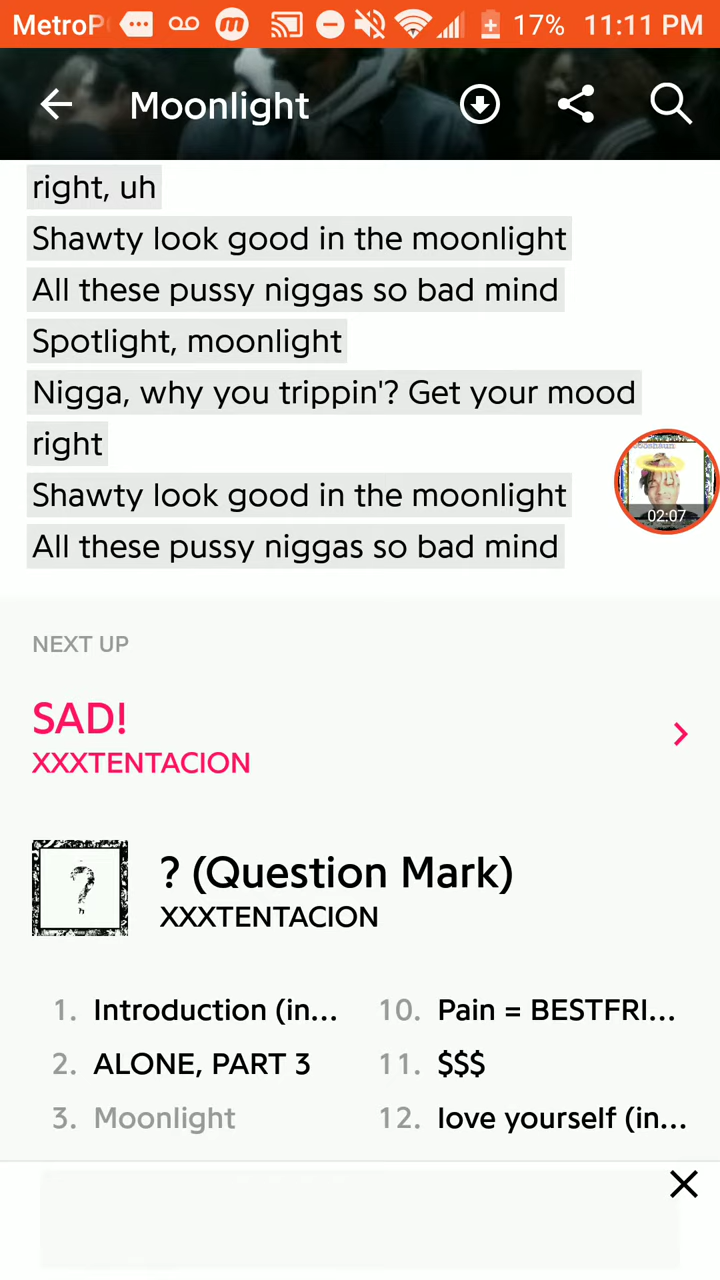 MetroP
17%
11:11 PM
Moonlight
right, uh
Shawty look good in the moonlight
All these pussy niggas so bad mind
Spotlight, moonlight
Nigga, why you trippin'? Get your mood
right
Shawty look good in the moonlight
02:07
All these pussy niggas so bad mind
NEXT UP
SAD!
XXXTENTACION
? (Question Mark)
XXXTENTACION
1. Introduction (in...
10. Pain = BESTFRI...
2. ALONE, PART 3
11. $$$
3. Moonlight
12. love yourself (in...